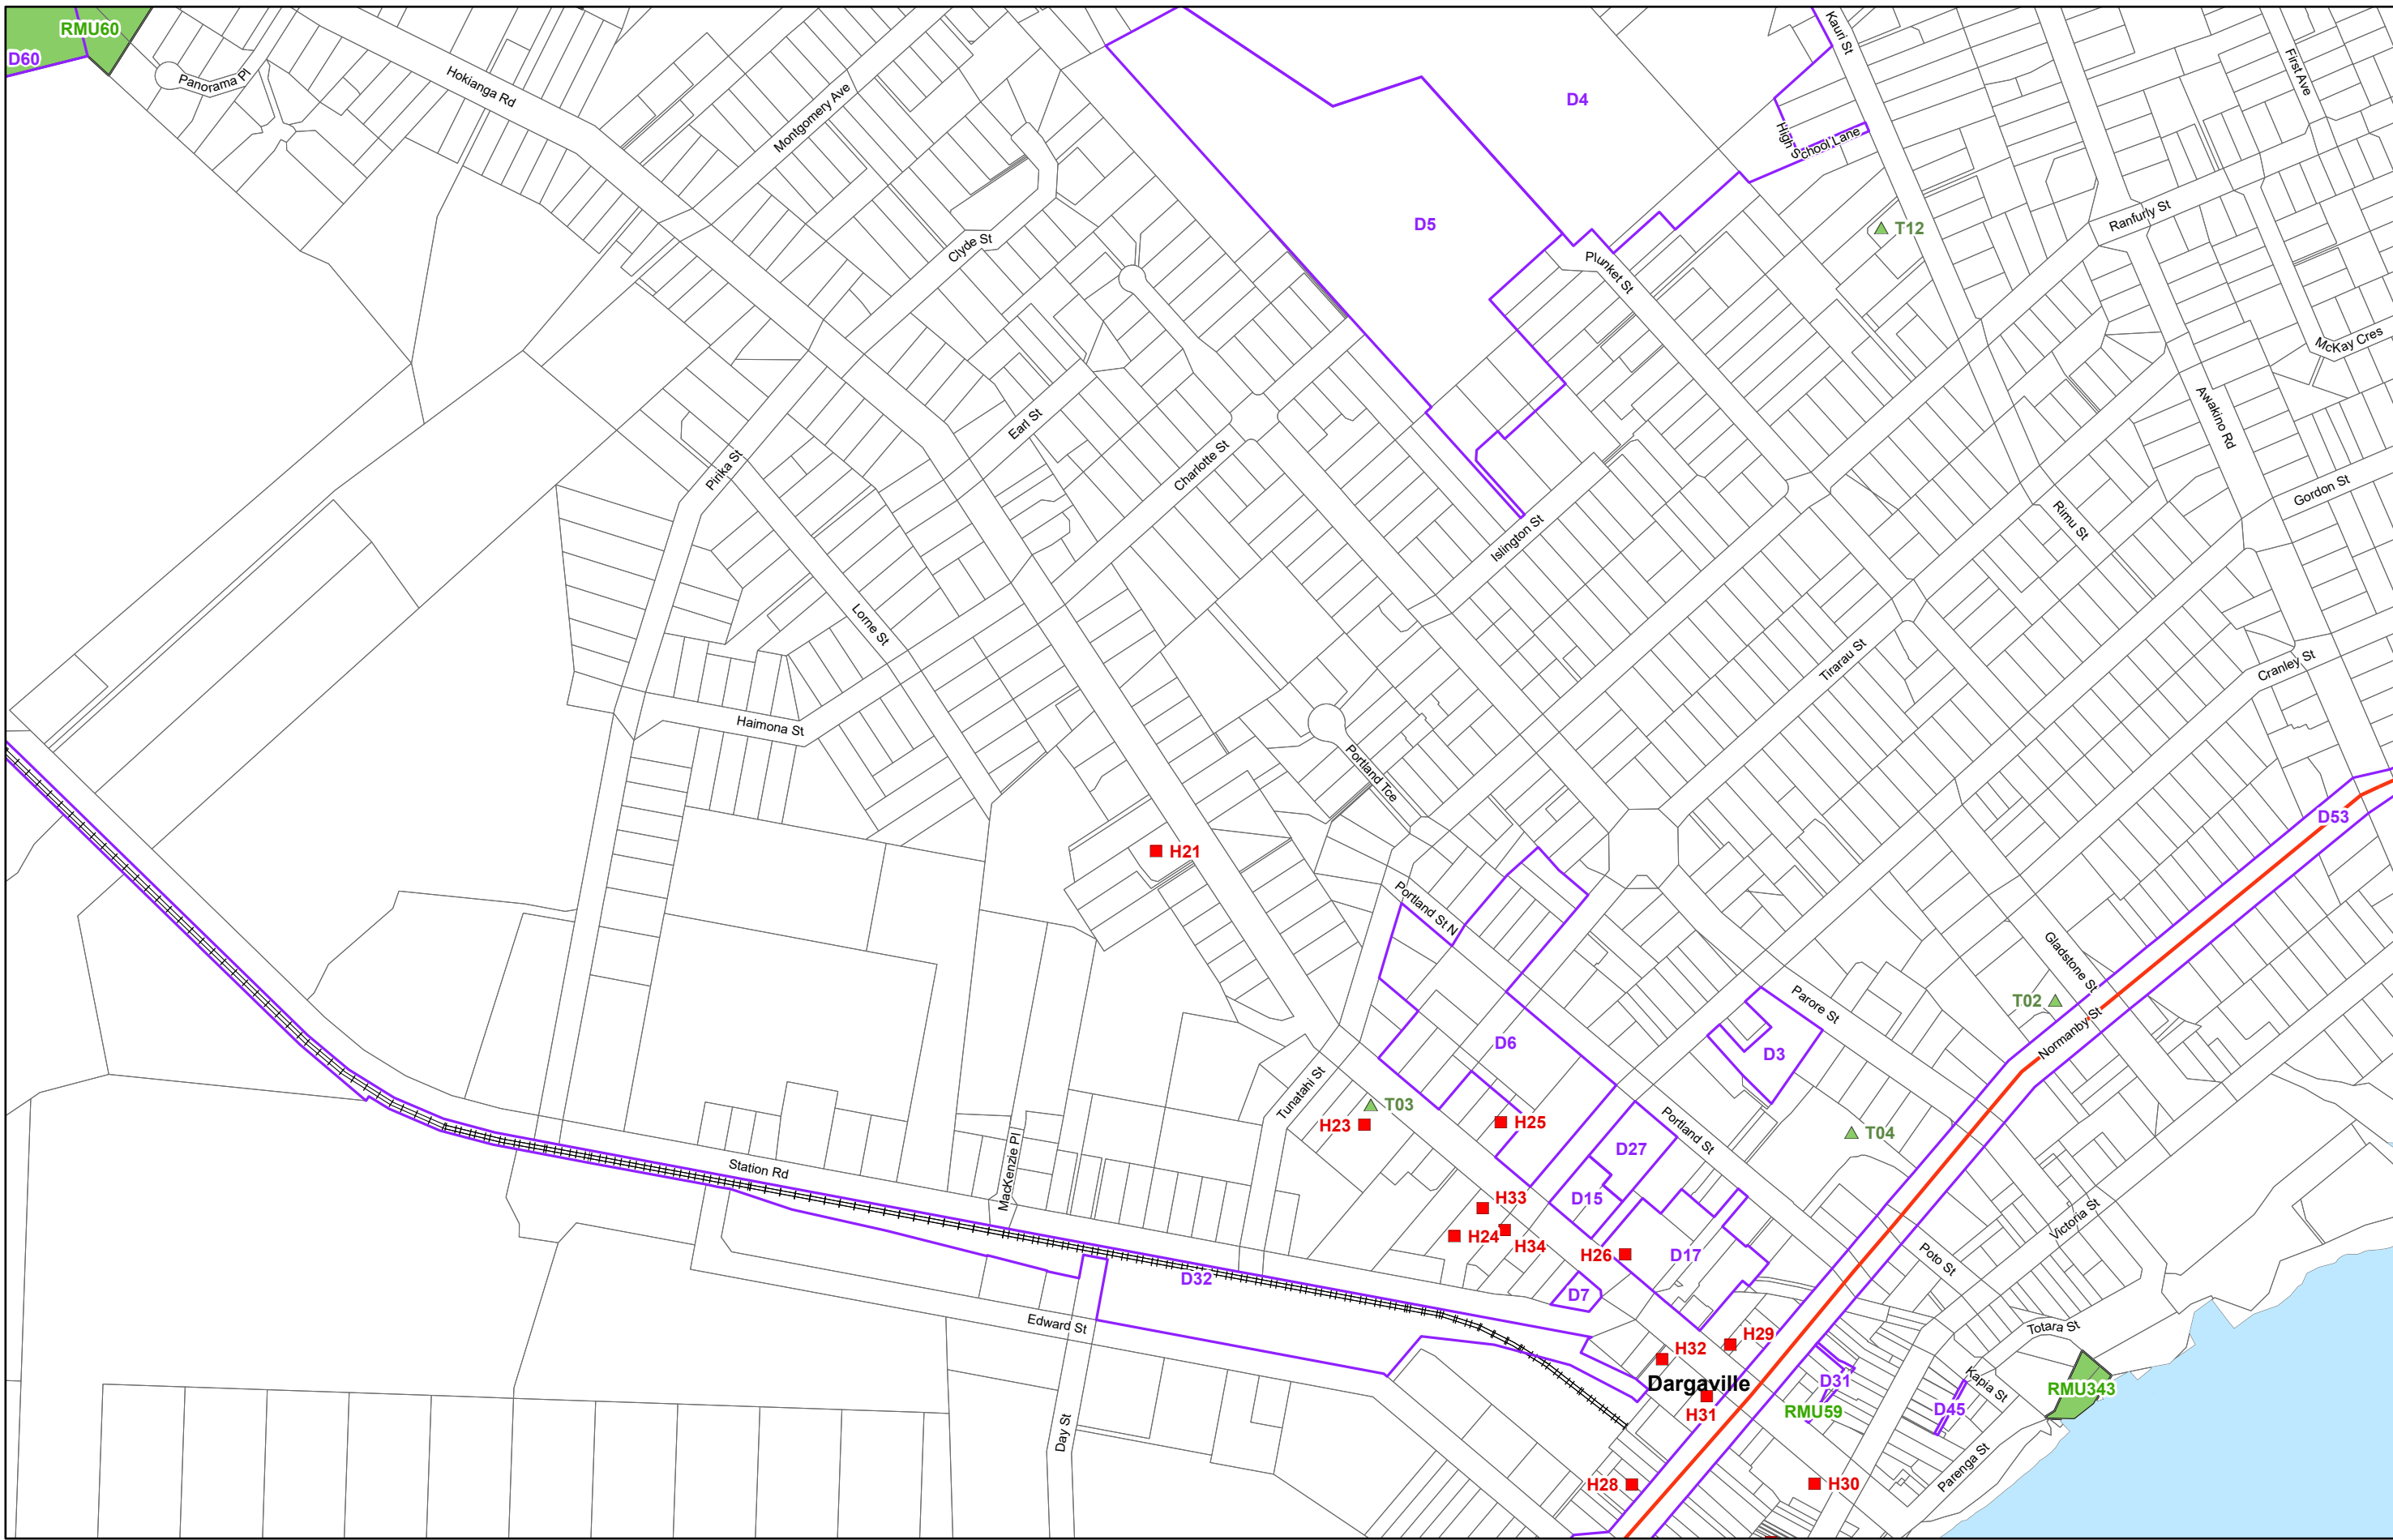 RMU60
D60
Panorama Pl
Hokianga Rd
Montgomery Ave
Clyde St
D4
D5
Kauri St
First Ave
High School Lane
T12
Ranfurly St
Plunket St
McKay Cres
Awakino Rd
Earl St
Charlotte St
Pirika St
Islington St
Gordon St
Rimu St
Lorne St
Tirarau St
Cranley St
Haimona St
Portland Tce
D53
H21
Portland St N
Gladstone St
Parore St
T02
Normanby St
D6
D3
Tunatahi St
T03
H23
H25
Portland St
T04
D27
MacKenzie Pl
Station Rd
D15
H33
H24
H34
H26
D17
Victoria St
Poto St
D32
D7
Edward St
Totara St
H29
H32
Dargaville
D31
Kapia St
RMU343
H31
RMU59
D45
Day St
Parenga St
H28
H30